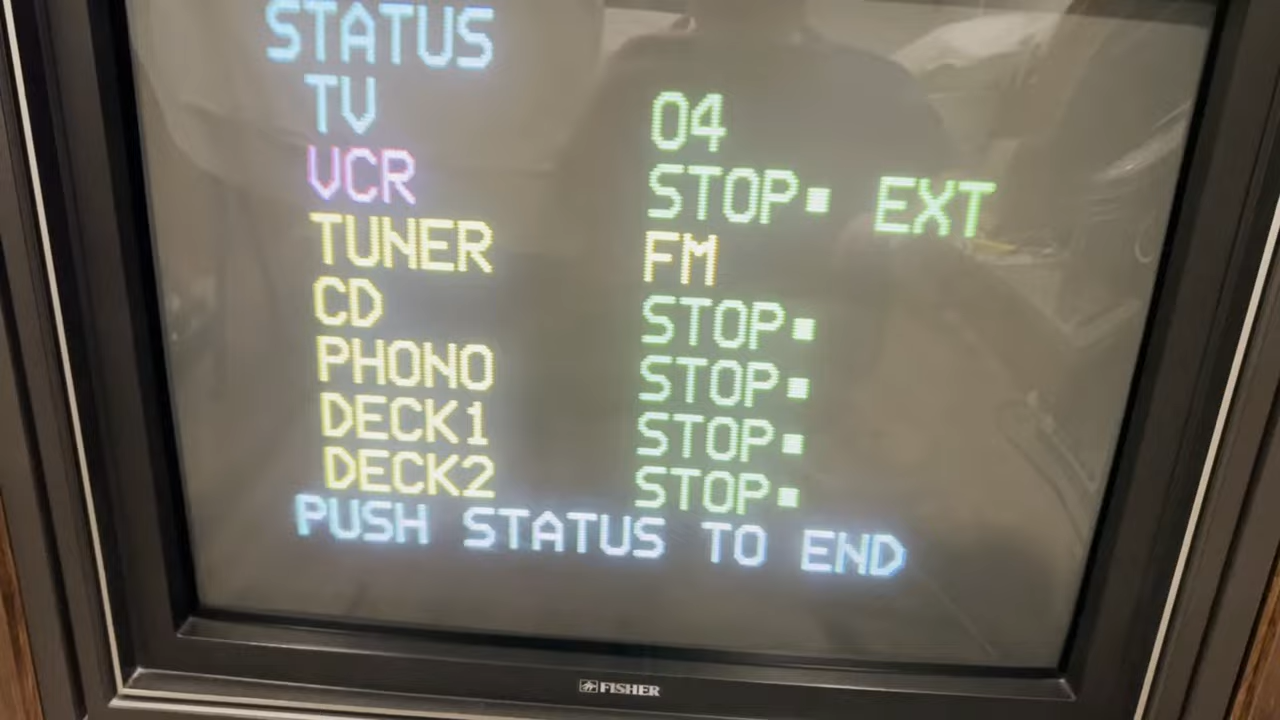 STATUS
TV 04
VCR STOP▪ EXT
TUNER FM
CD STOP▪
PHONO STOP▪
DECK1 STOP▪
DECK2 STOP▪
PUSH STATUS TO END
FISHER